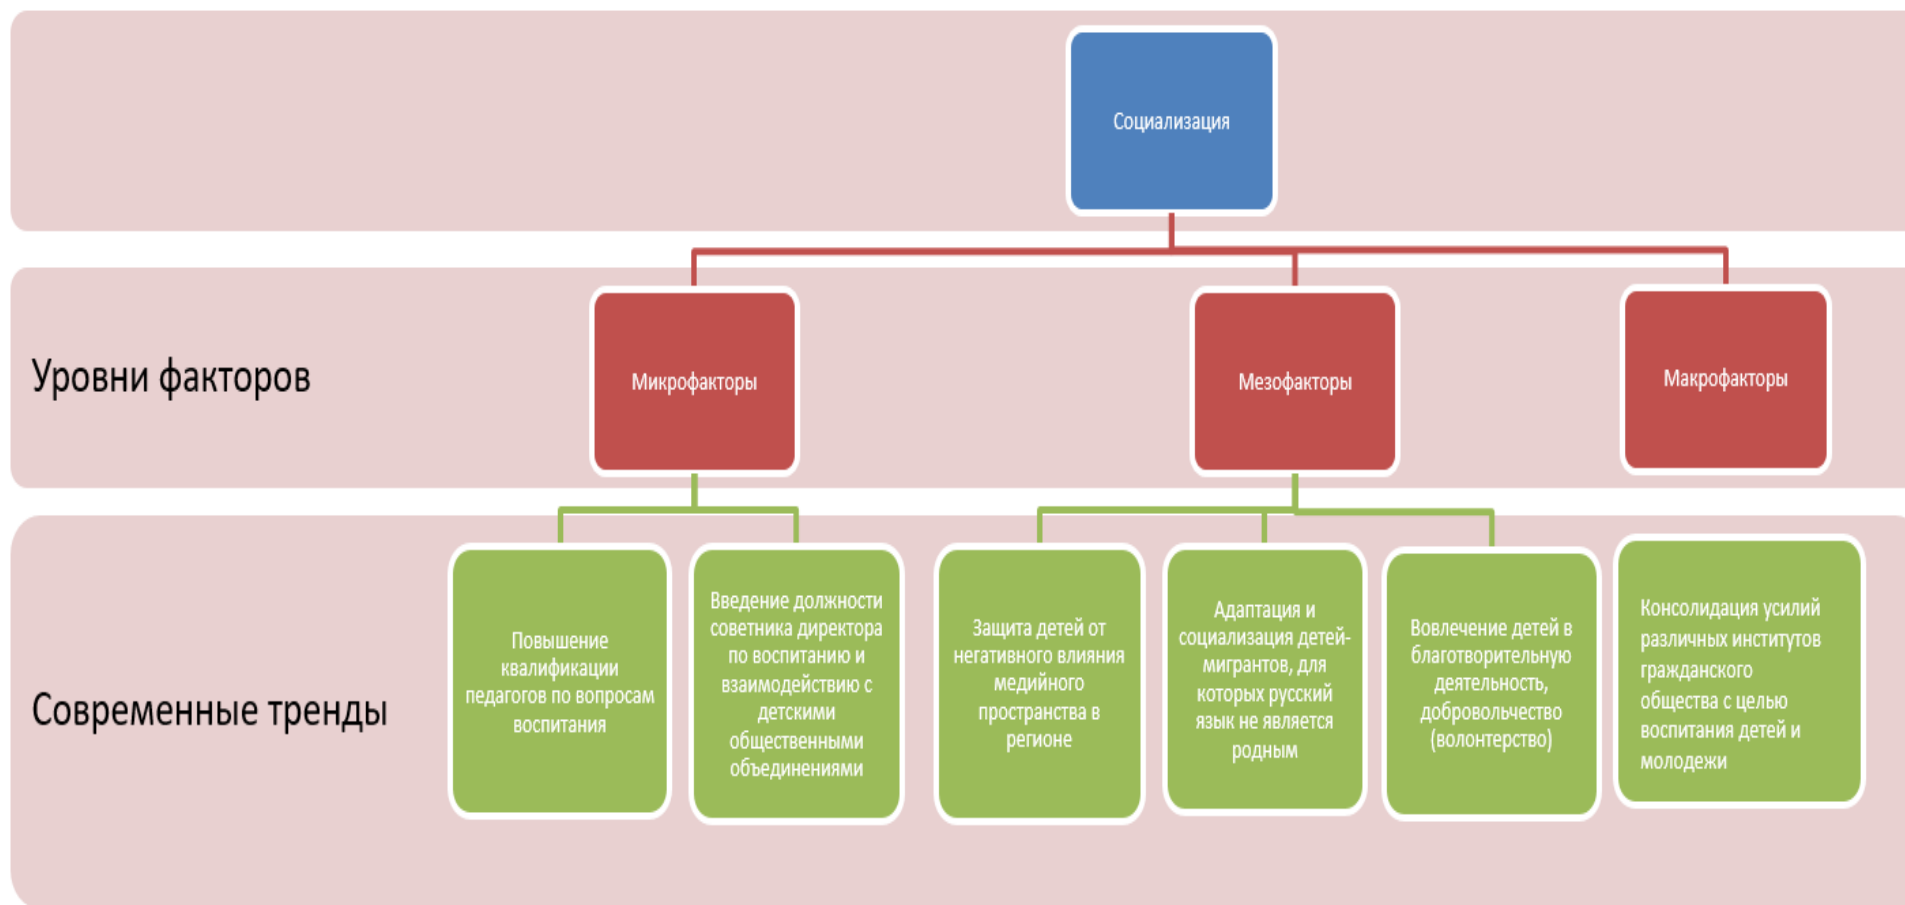 Социализация
Уровни факторов
Микрофакторы
Мезофакторы
Макрофакторы
Современные тренды
Повышение
квалификации
педагогов по вопросам
воспитания
Введение должности
советника директора
по воспитанию и
взаимодействию с
детскими
общественными
объединениями
Защита детей от
негативного влияния
медийного
пространства в
регионе
Адаптация и
социализация детей-
мигрантов, для
которых русский
язык не является
родным
Вовлечение детей в
благотворительную
деятельность,
добровольчество
(волонтерство)
Консолидация усилий
различных институтов
гражданского
общества с целью
воспитания детей и
молодежи